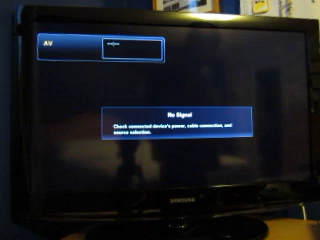 AV
No Signal
Check connected device's power, cable connection, and
source selection.
SAMSUNG